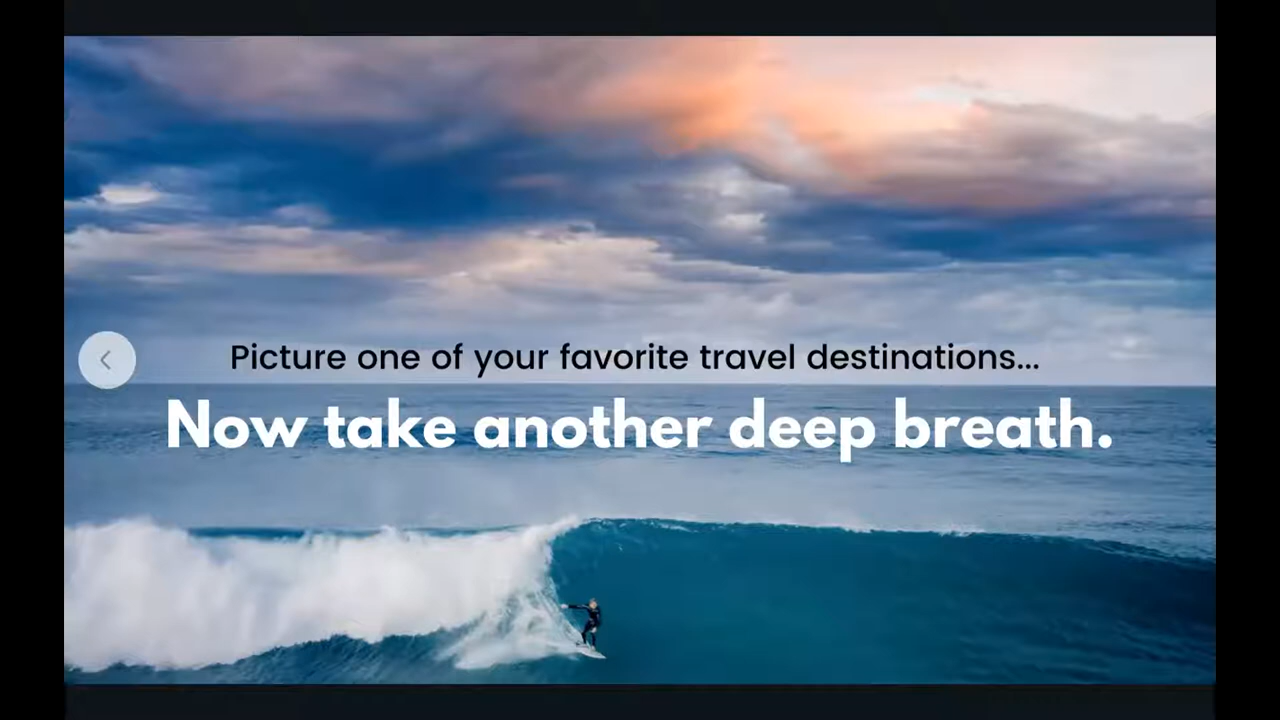 Picture one of your favorite travel destinations...
Now take another deep breath.